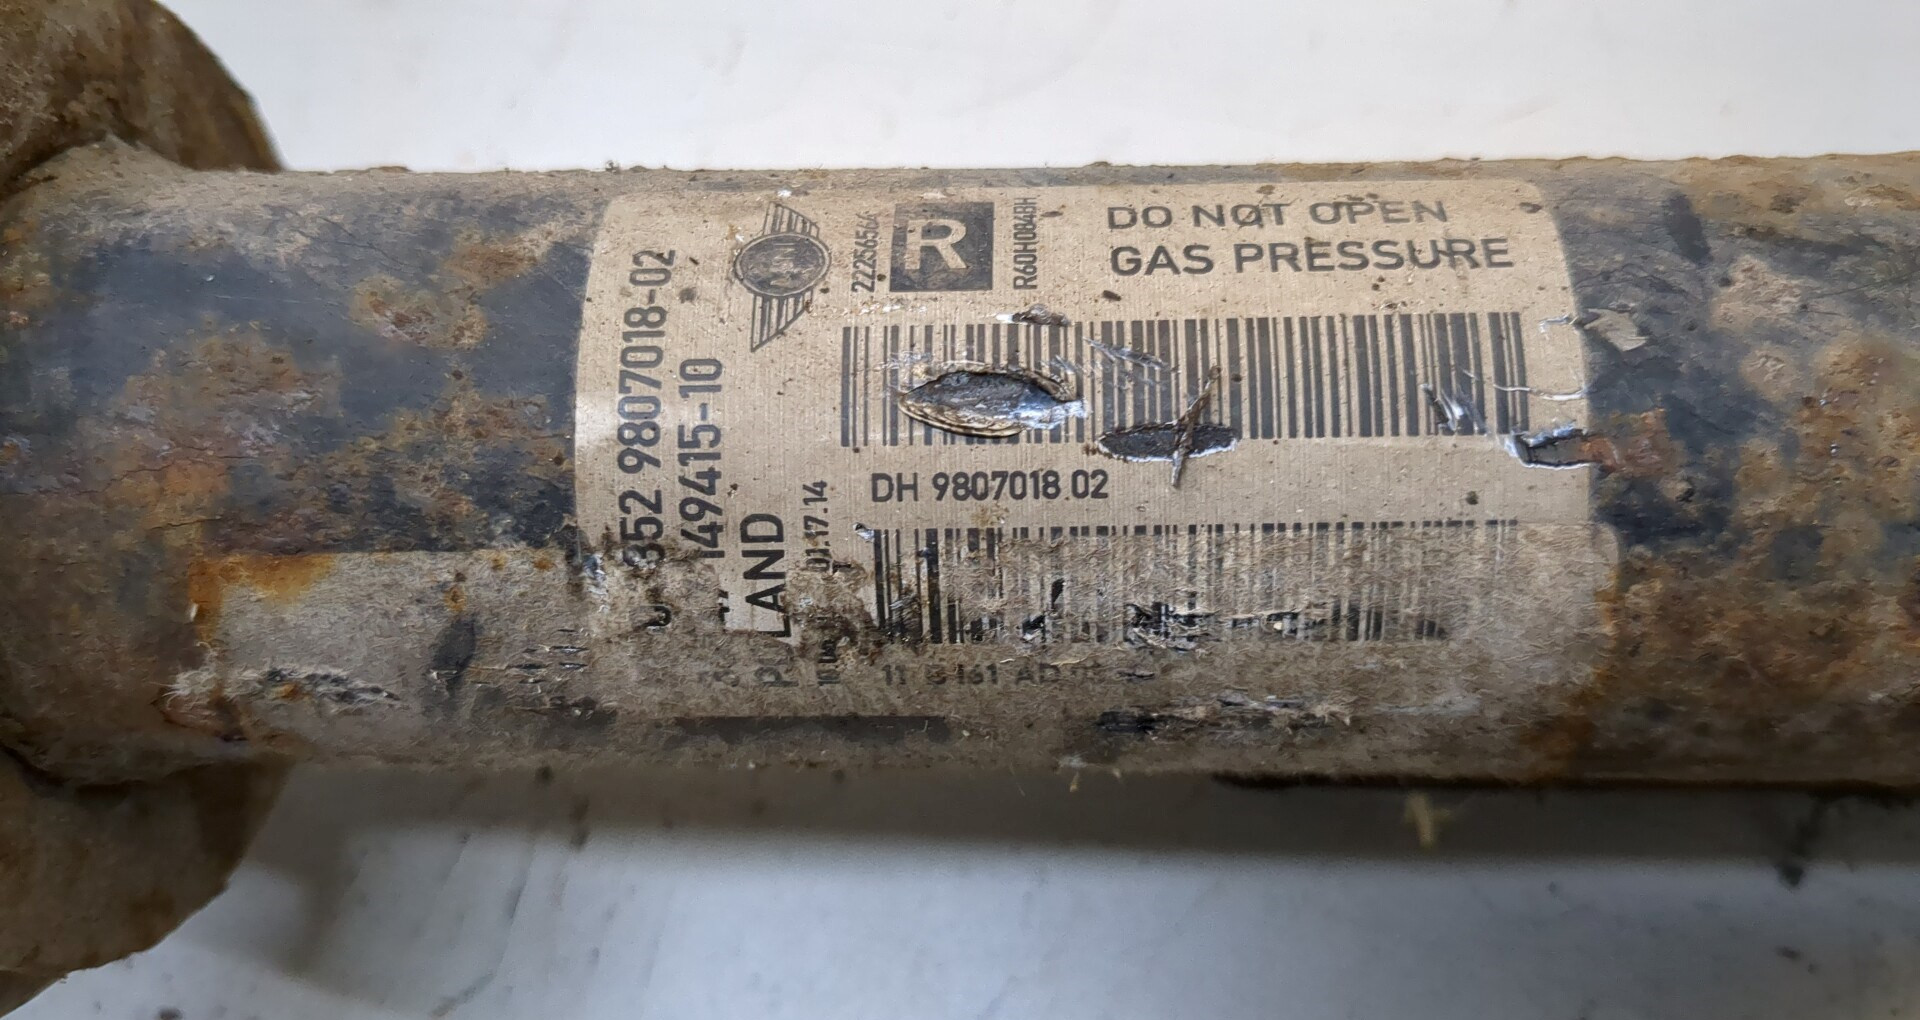 352 9807018-02
149415-10
LAND
01.17.14
22256564
R
R60H0848H
DO NOT OPEN
GAS PRESSURE
DH 9807018 02